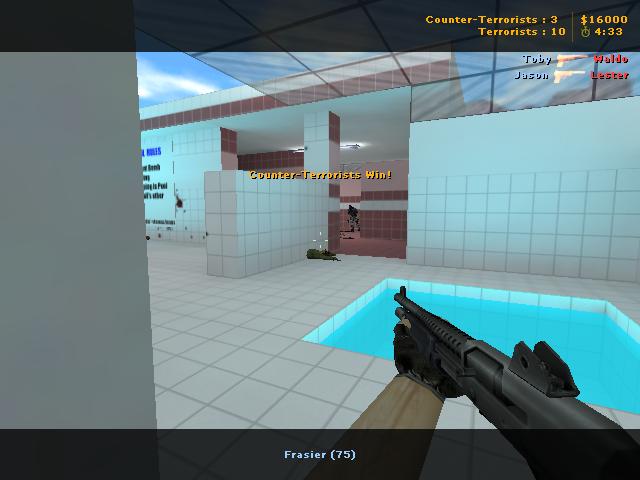 Counter-Terrorists : 3 $16000
Terrorists : 10 4:33
Toby Waldo
Jason Lester
Counter-Terrorists Win!
RULES
Frasier (75)